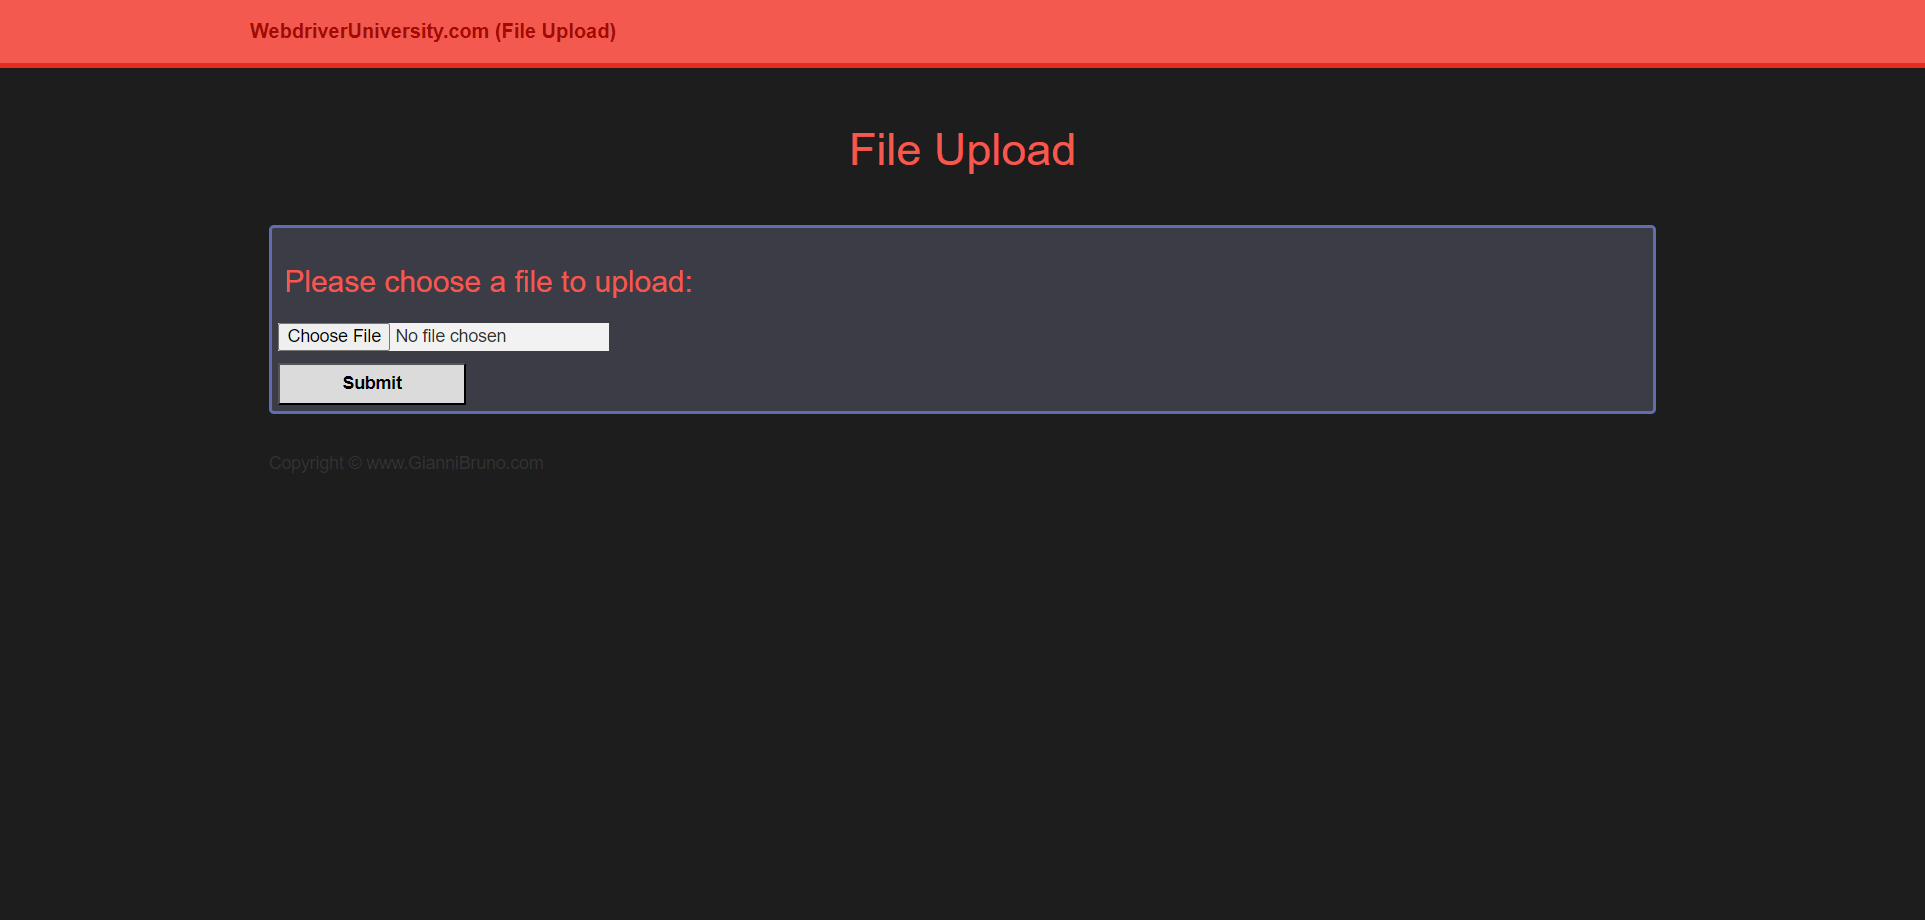 WebdriverUniversity.com (File Upload)
File Upload
Please choose a file to upload:
Choose File No file chosen
Submit
Copyright © www.GianniBruno.com